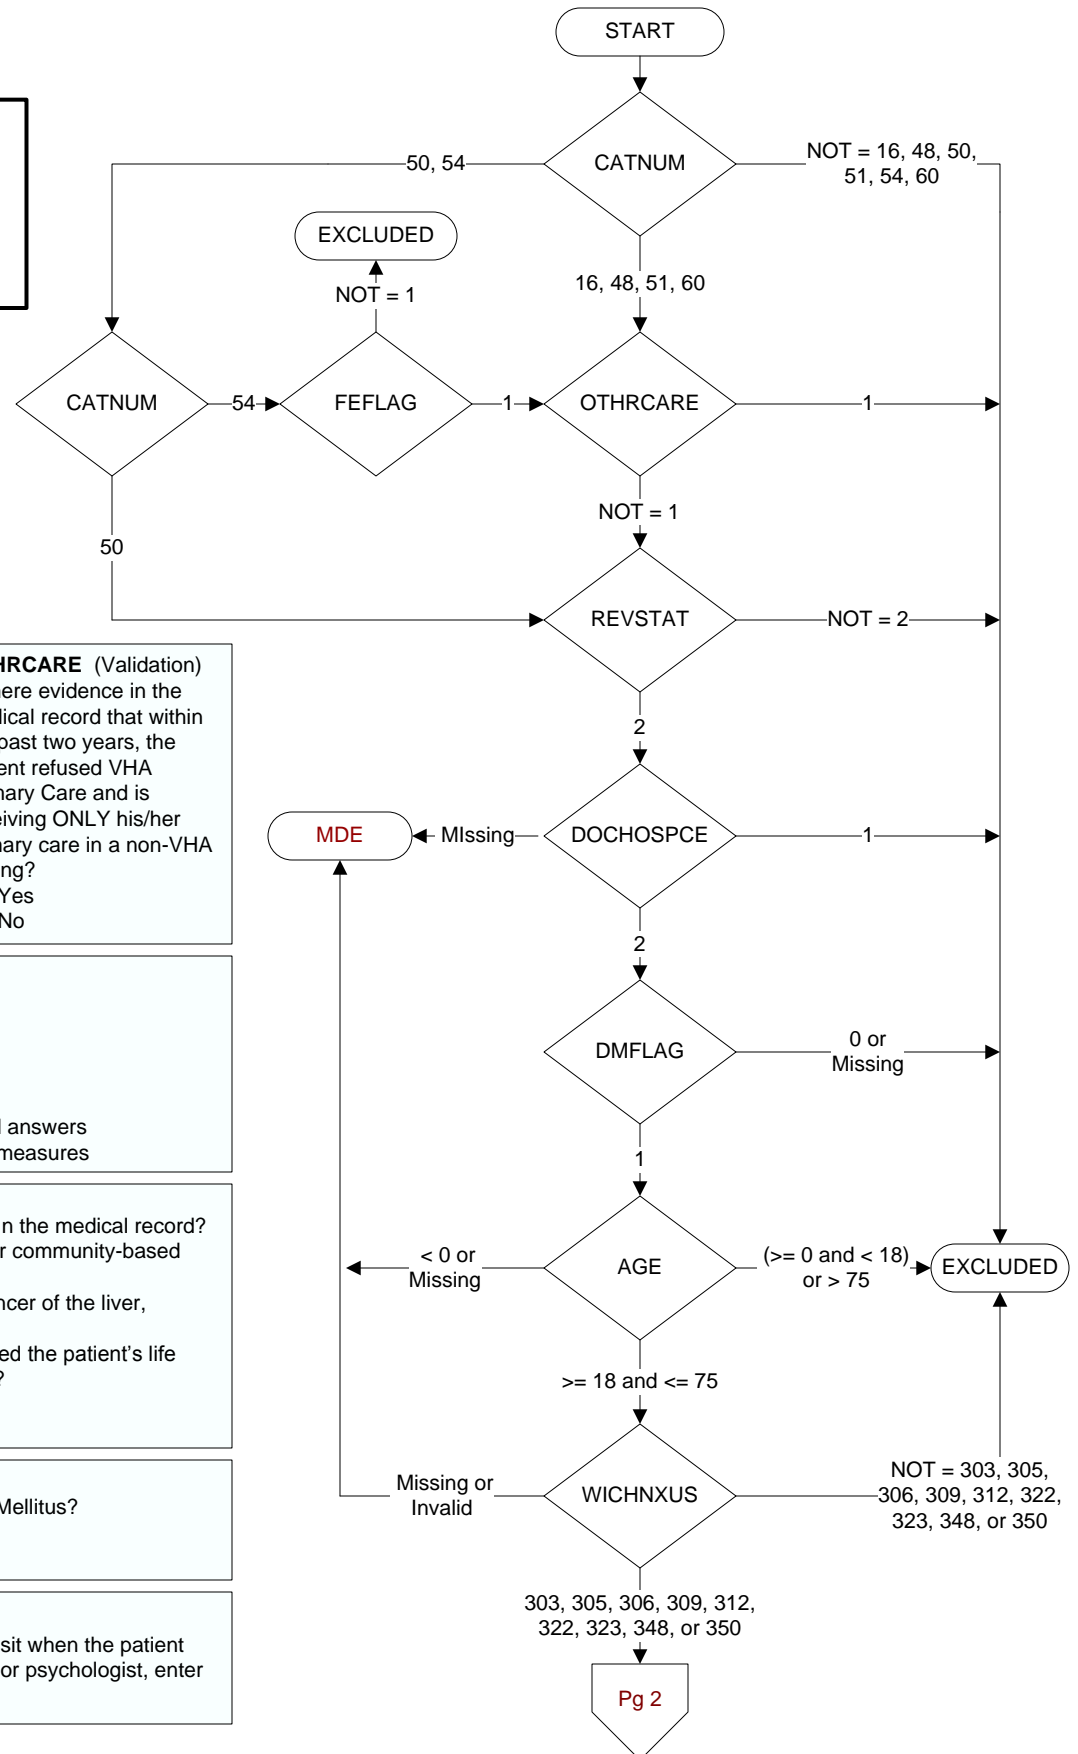 START
CATNUM
50, 54
NOT = 16, 48, 50,
51, 54, 60
EXCLUDED
NOT = 1
16, 48, 51, 60
CATNUM
54
FEFLAG
1
OTHRCARE
1
50
NOT = 1
REVSTAT
NOT = 2
2
MDE
MIssing
DOCHOSPCE
1
2
DMFLAG
0 or
Missing
1
< 0 or
Missing
AGE
(>= 0 and < 18)
or > 75
EXCLUDED
>= 18 and <= 75
Missing or
Invalid
WICHNXUS
NOT = 303, 305,
306, 309, 312, 322,
323, 348, or 350
303, 305, 306, 309, 312,
322, 323, 348, or 350
Pg 2
HRCARE (Validation)
here evidence in the
dical record that within
past two years, the
ent refused VHA
mary Care and is
eiving ONLY his/her
mary care in a non-VHA
ng?
Yes
No
answers
measures
in the medical record?
r community-based
ncer of the liver,
ed the patient's life
?
Mellitus?
sit when the patient
or psychologist, enter